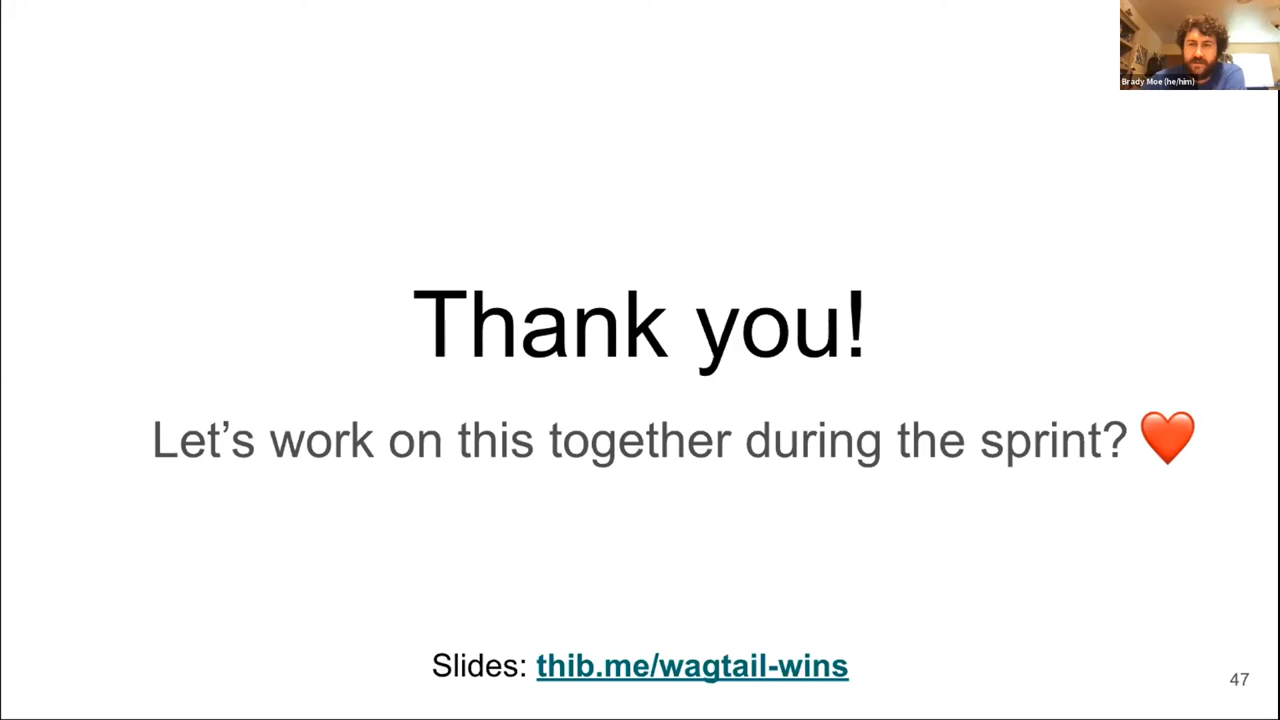 Brady Moe (he/him)
Thank you!
Let’s work on this together during the sprint? ❤️
Slides: thib.me/wagtail-wins
47